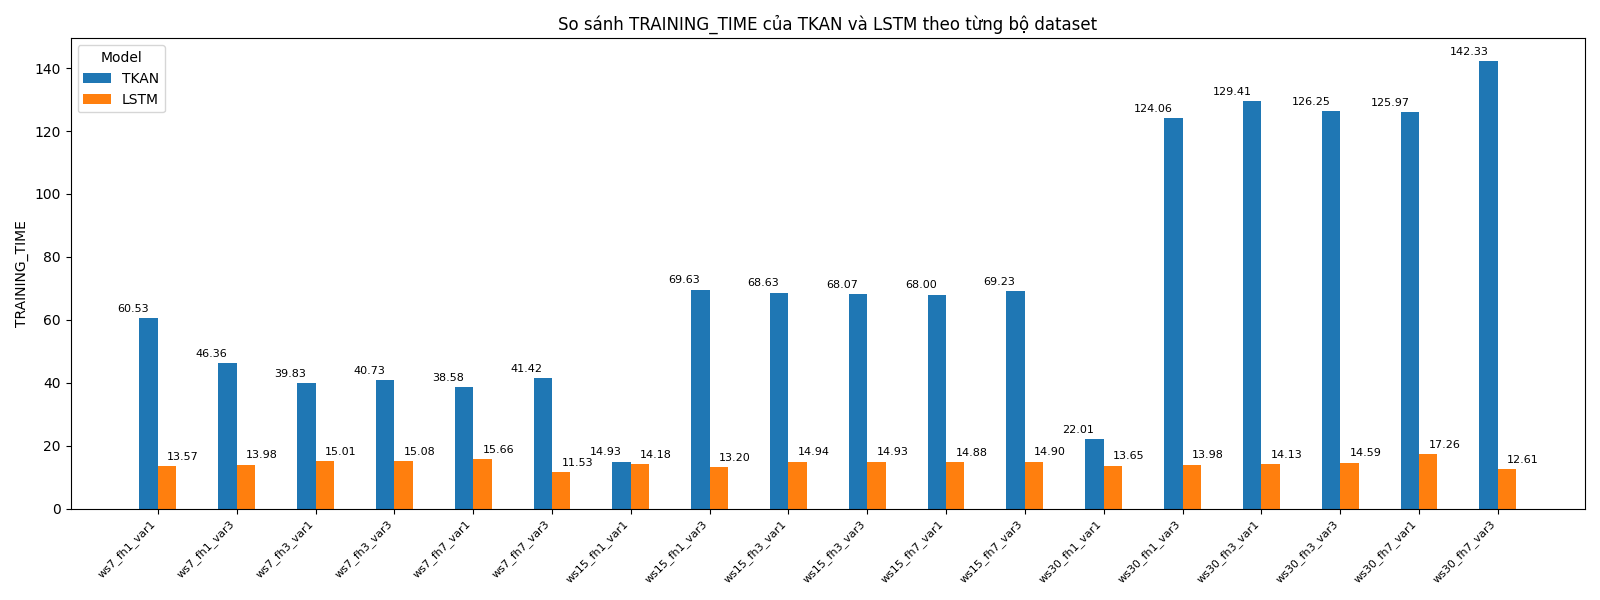 So sánh TRAINING_TIME của TKAN và LSTM theo từng bộ dataset
Model
TKAN
LSTM
TRAINING_TIME
140
120
100
80
60
40
20
0
60.53
13.57
46.36
13.98
39.83
15.01
40.73
15.08
38.58
15.66
41.42
11.53
14.93
14.18
69.63
13.20
68.63
14.94
68.07
14.93
68.00
14.88
69.23
14.90
22.01
13.65
124.06
13.98
129.41
14.13
126.25
14.59
125.97
17.26
142.33
12.61
ws7_fh1_var1
ws7_fh1_var3
ws7_fh3_var1
ws7_fh3_var3
ws7_fh7_var1
ws7_fh7_var3
ws15_fh1_var1
ws15_fh1_var3
ws15_fh3_var1
ws15_fh3_var3
ws15_fh7_var1
ws15_fh7_var3
ws30_fh1_var1
ws30_fh1_var3
ws30_fh3_var1
ws30_fh3_var3
ws30_fh7_var1
ws30_fh7_var3